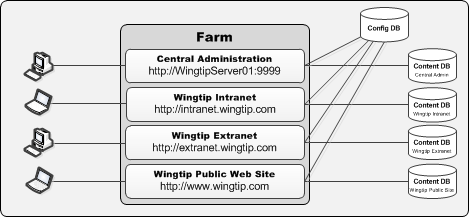 Config DB
Farm
Central Administration
http://WingtipServer01:9999
Content DB
Central Admin
Wingtip Intranet
http://intranet.wingtip.com
Content DB
Wingtip Intranet
Wingtip Extranet
http://extranet.wingtip.com
Content DB
Wingtip Extranet
Wingtip Public Web Site
http://www.wingtip.com
Content DB
Wingtip Public Site